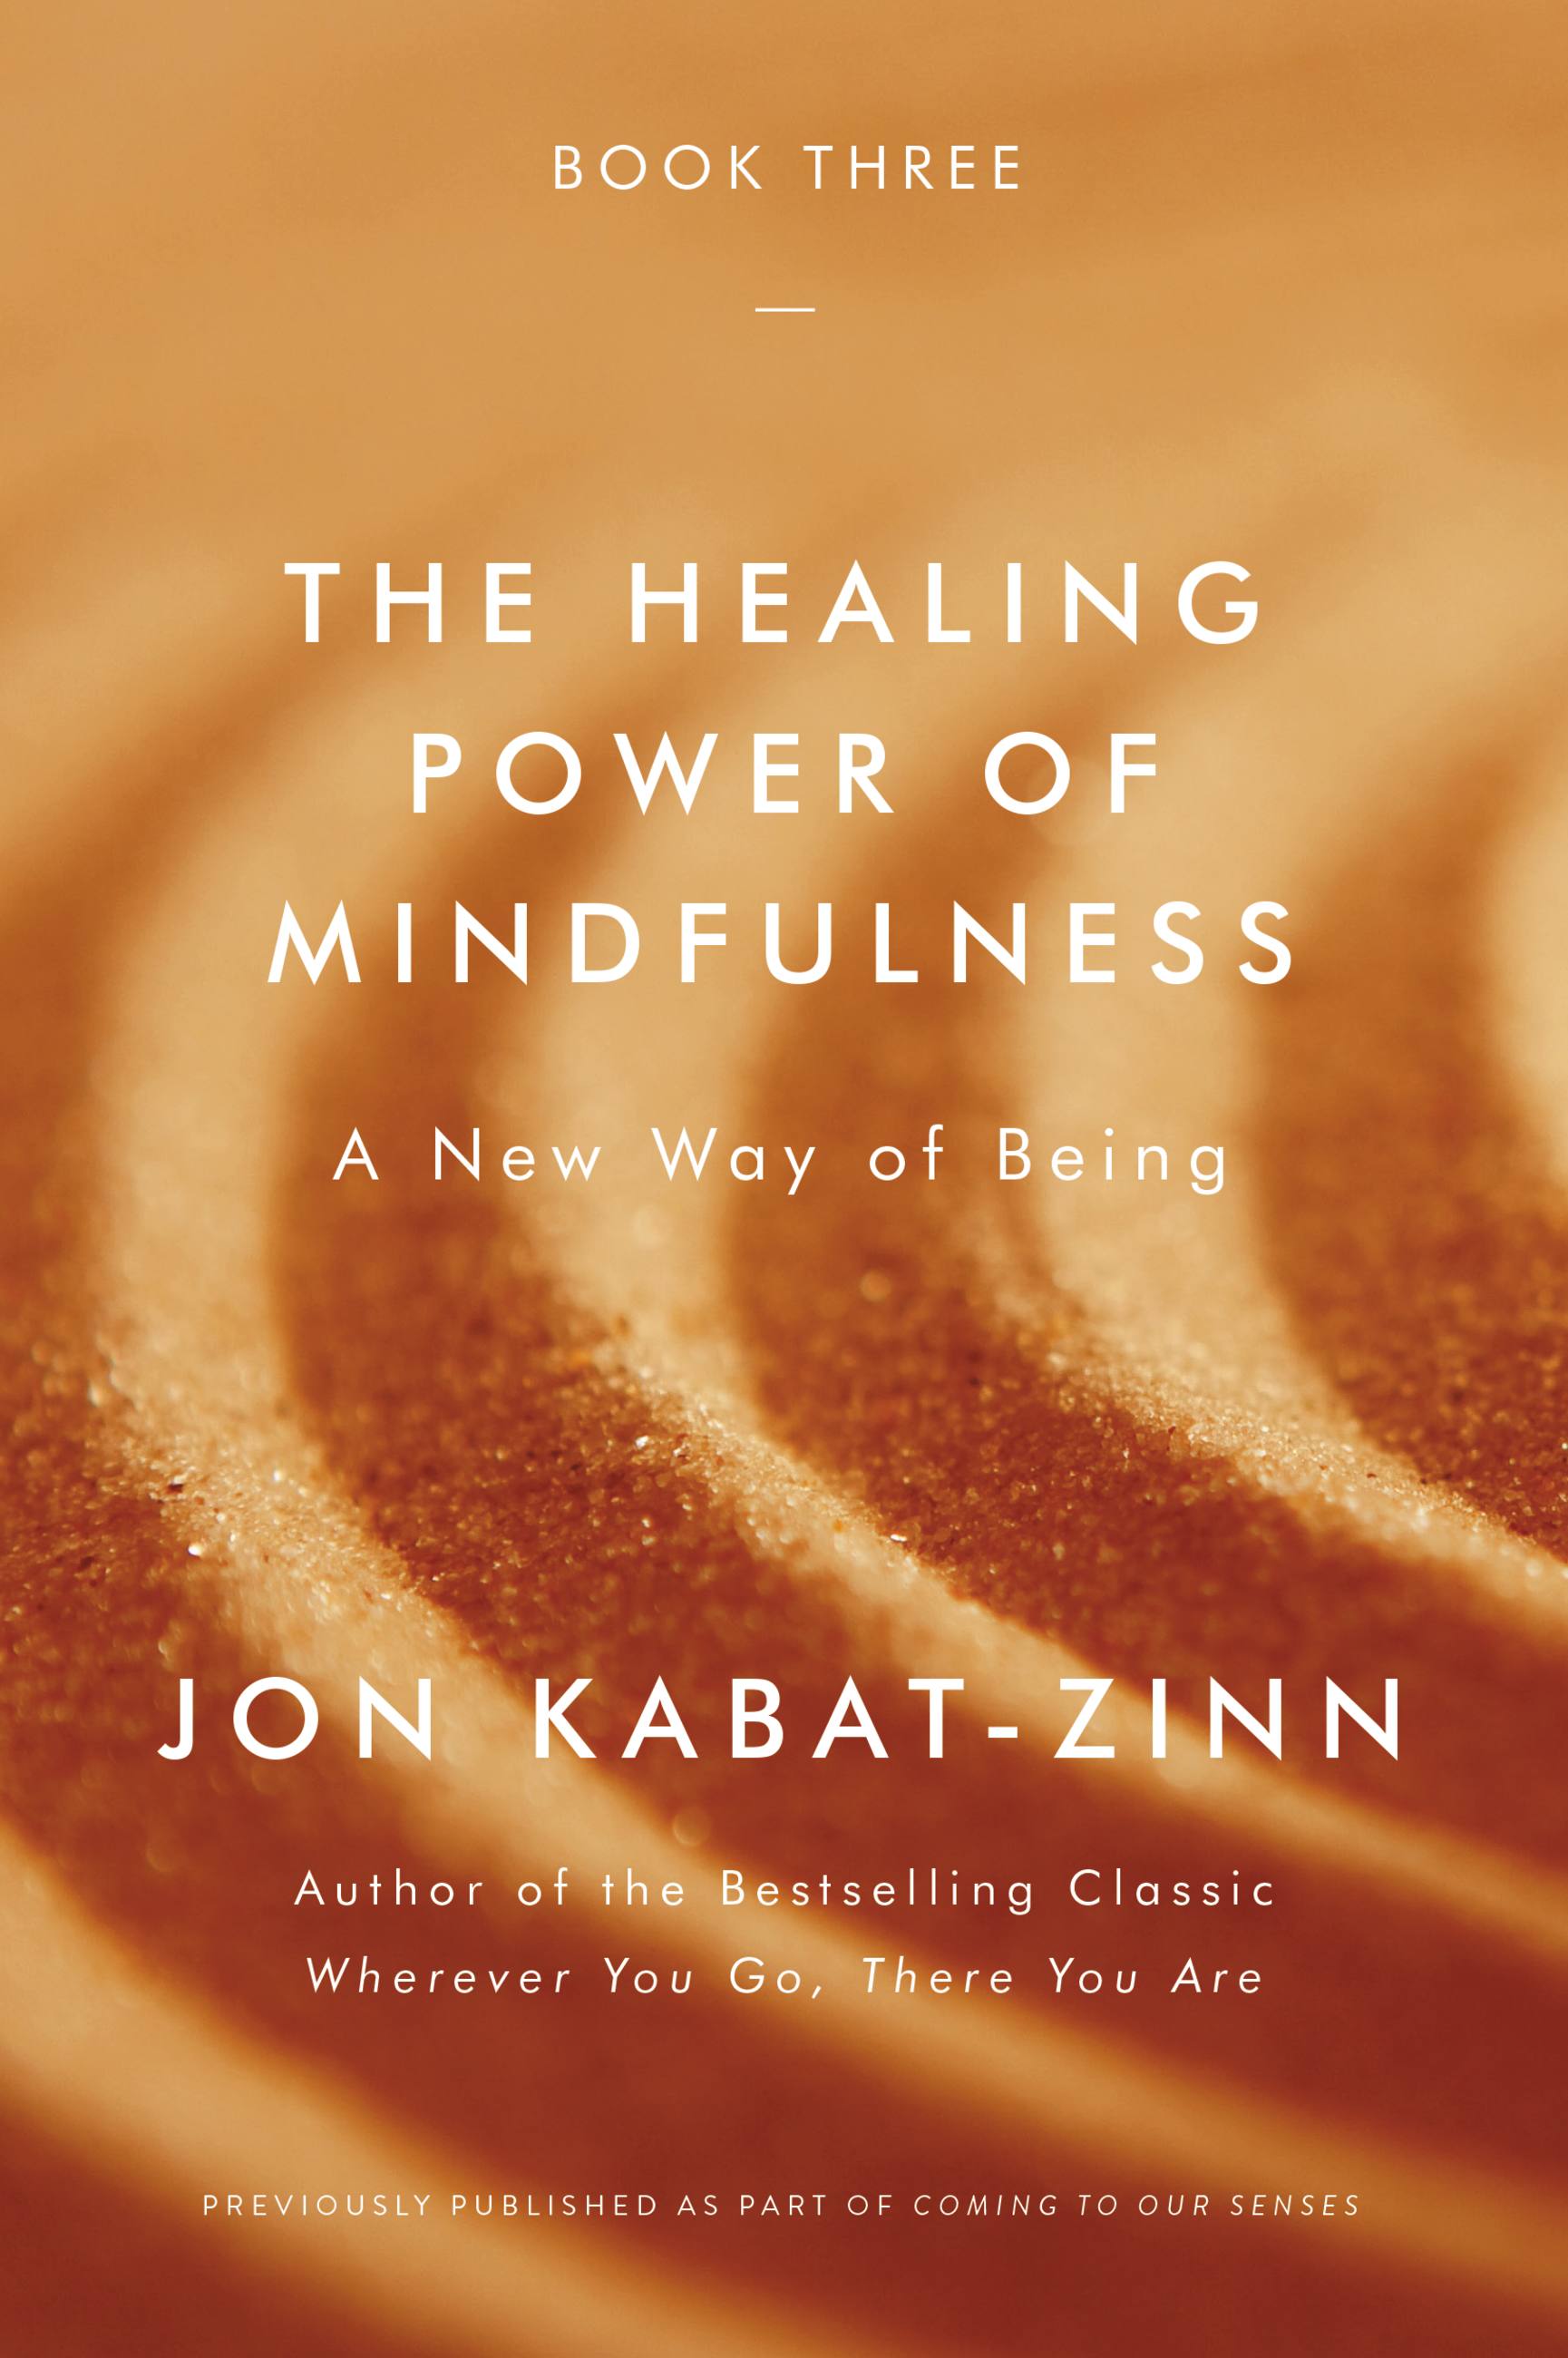 BOOK THREE
THE HEALING
POWER OF
MINDFULNESS
A New Way of Being
JON KABAT-ZINN
Author of the Bestselling Classic
Wherever You Go, There You Are
PREVIOUSLY PUBLISHED AS PART OF COMING TO OUR SENSES